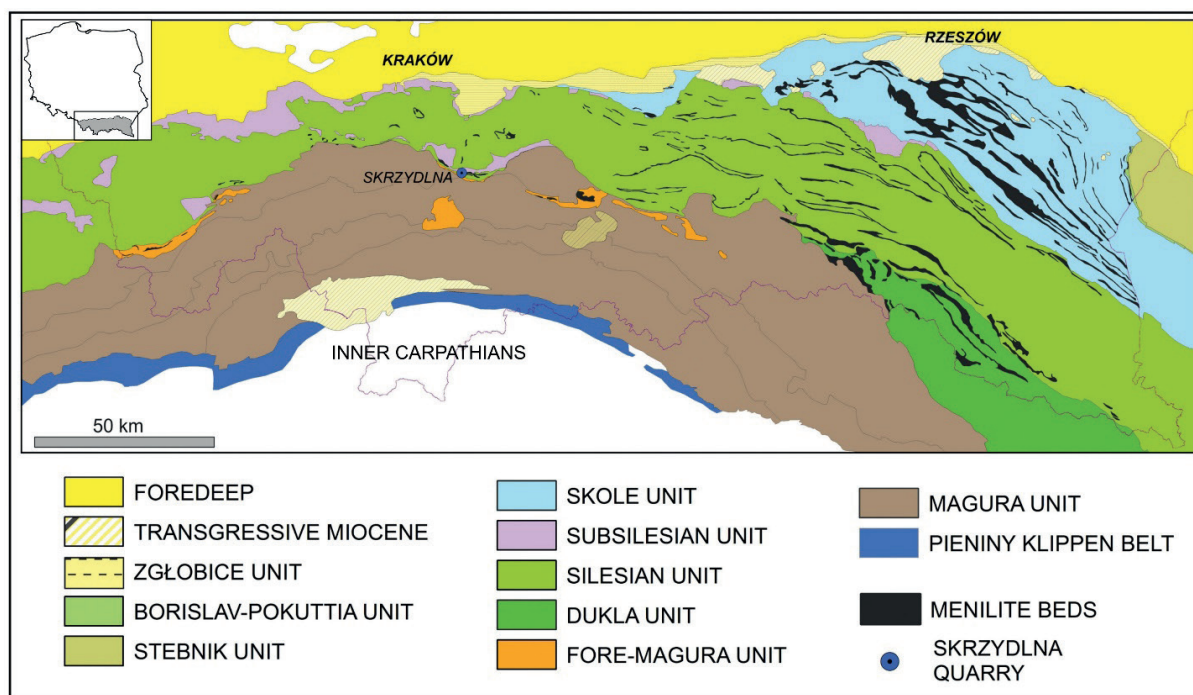 KRAKÓW
RZESZÓW
SKRZYDLNA
INNER CARPATHIANS
50 km
FOREDEEP
TRANSGRESSIVE MIOCENE
ZGŁOBICE UNIT
BORISLAV-POKUTTIA UNIT
STEBNIK UNIT
SKOLE UNIT
SUBSILESIAN UNIT
SILESIAN UNIT
DUKLA UNIT
FORE-MAGURA UNIT
MAGURA UNIT
PIENINY KLIPPEN BELT
MENILITE BEDS
SKRZYDLNA
QUARRY